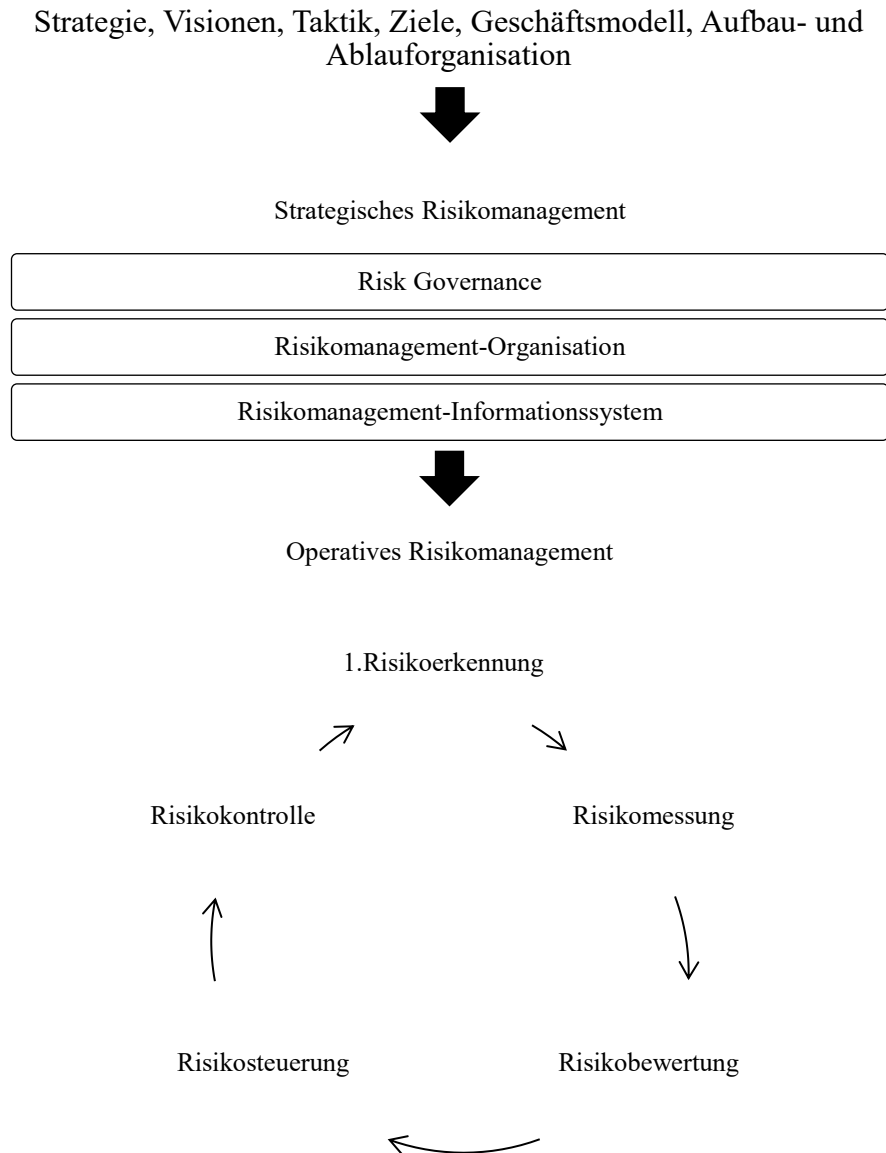 Strategie, Visionen, Taktik, Ziele, Geschäftsmodell, Aufbau- und
Ablauforganisation
Strategisches Risikomanagement
Risk Governance
Risikomanagement-Organisation
Risikomanagement-Informationssystem
Operatives Risikomanagement
1.Risikoerkennung
Risikokontrolle
Risikomessung
Risikosteuerung
Risikobewertung